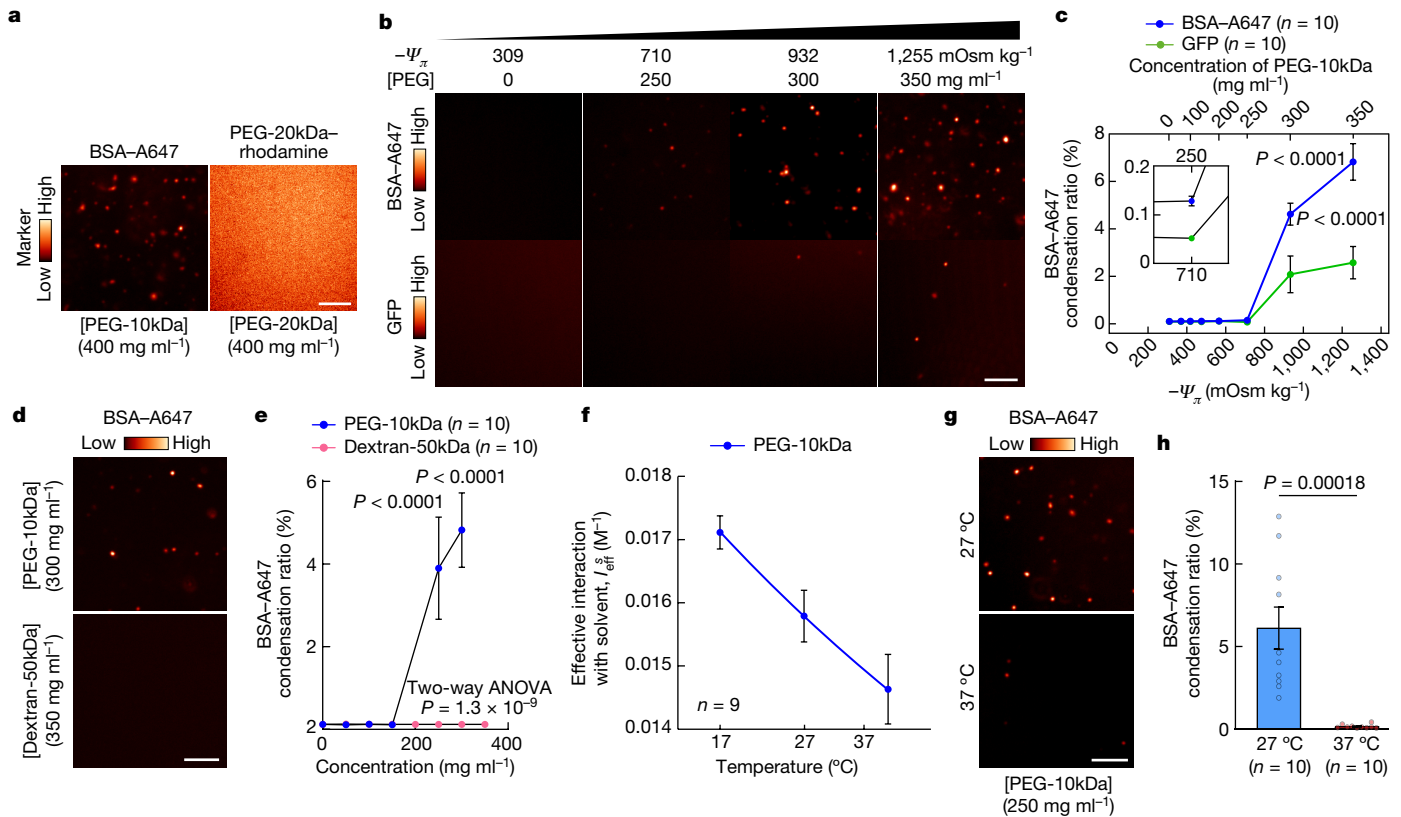 a
BSA–A647
PEG-20kDa–
rhodamine
Marker
Low
High
[PEG-10kDa]
(400 mg ml⁻¹)
[PEG-20kDa]
(400 mg ml⁻¹)
b
−Ψπ 309 710 932 1,255 mOsm kg⁻¹
[PEG] 0 250 300 350 mg ml⁻¹
BSA–A647
Low
High
GFP
Low
High
c
BSA–A647 (n = 10)
GFP (n = 10)
Concentration of PEG-10kDa
(mg ml⁻¹)
0 100 200 250 300 350
BSA–A647
condensation ratio (%)
8
6
4
2
0
P < 0.0001
P < 0.0001
250
0.2
0.1
0
710
0 200 400 600 800 1,000 1,200 1,400
−Ψπ (mOsm kg⁻¹)
d
BSA–A647
Low High
[PEG-10kDa]
(300 mg ml⁻¹)
[Dextran-50kDa]
(350 mg ml⁻¹)
e
PEG-10kDa (n = 10)
Dextran-50kDa (n = 10)
BSA–A647
condensation ratio (%)
6
4
2
2
P < 0.0001
P < 0.0001
Two-way ANOVA
P = 1.3 × 10⁻⁹
0 200 400
Concentration (mg ml⁻¹)
f
PEG-10kDa
Effective interaction
with solvent, I^s_eff (M⁻¹)
0.018
0.017
0.016
0.015
0.014
n = 9
17 27 37
Temperature (ºC)
g
BSA–A647
Low High
27 ºC
37 ºC
[PEG-10kDa]
(250 mg ml⁻¹)
h
BSA–A647
condensation ratio (%)
P = 0.00018
15
10
5
0
27 ºC 37 ºC
(n = 10) (n = 10)